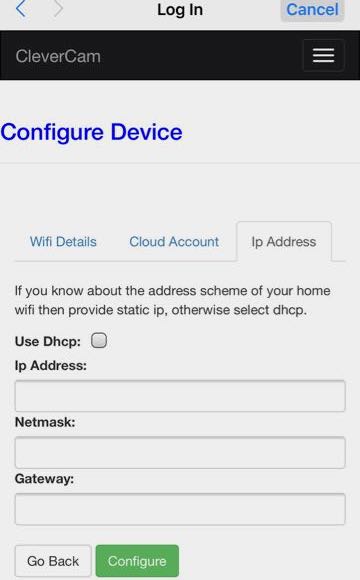 Log In
Cancel
CleverCam
Configure Device
Wifi Details
Cloud Account
Ip Address
If you know about the address scheme of your home
wifi then provide static ip, otherwise select dhcp.
Use Dhcp:
Ip Address:
Netmask:
Gateway:
Go Back
Configure